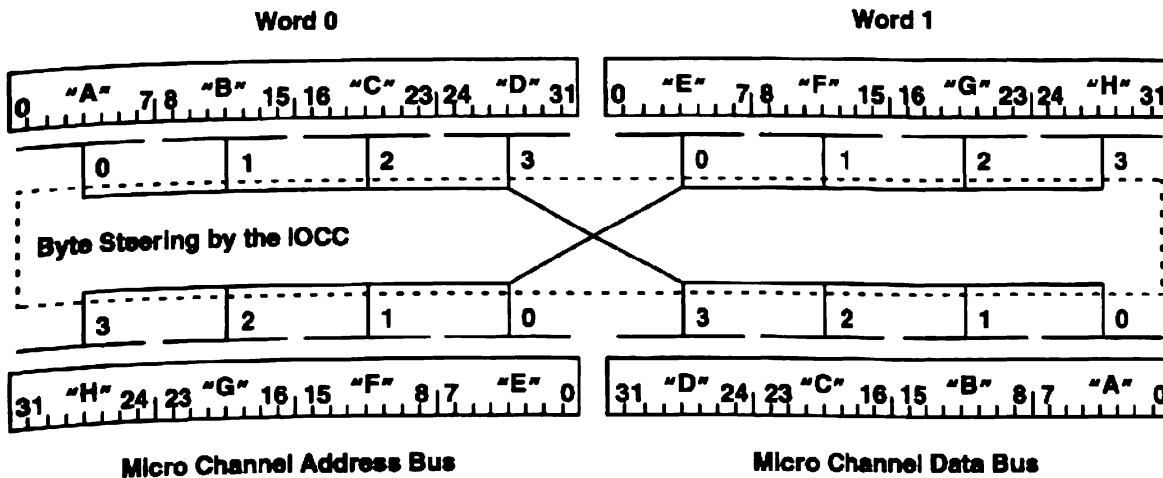 Word 0 Word 1
0 "A" 7 8 "B" 15 16 "C" 23 24 "D" 31 0 "E" 7 8 "F" 15 16 "G" 23 24 "H" 31
0 1 2 3 0 1 2 3
Byte Steering by the IOCC
3 2 1 0 3 2 1 0
31 "H" 24 23 "G" 16 15 "F" 8 7 "E" 0 31 "D" 24 23 "C" 16 15 "B" 8 7 "A" 0
Micro Channel Address Bus Micro Channel Data Bus